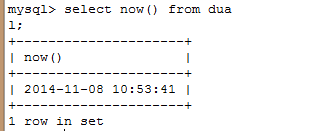 mysql> select now() from dua
l;
+---------------------+
| now()               |
+---------------------+
| 2014-11-08 10:53:41 |
+---------------------+
1 row in set